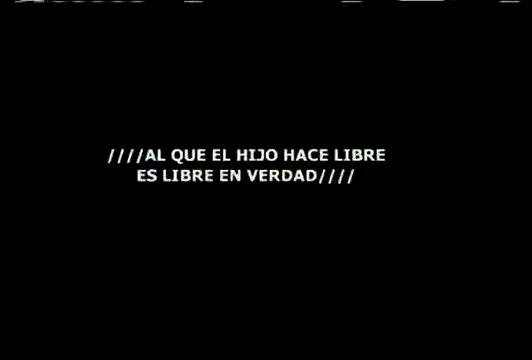 ////AL QUE EL HIJO HACE LIBRE
ES LIBRE EN VERDAD////